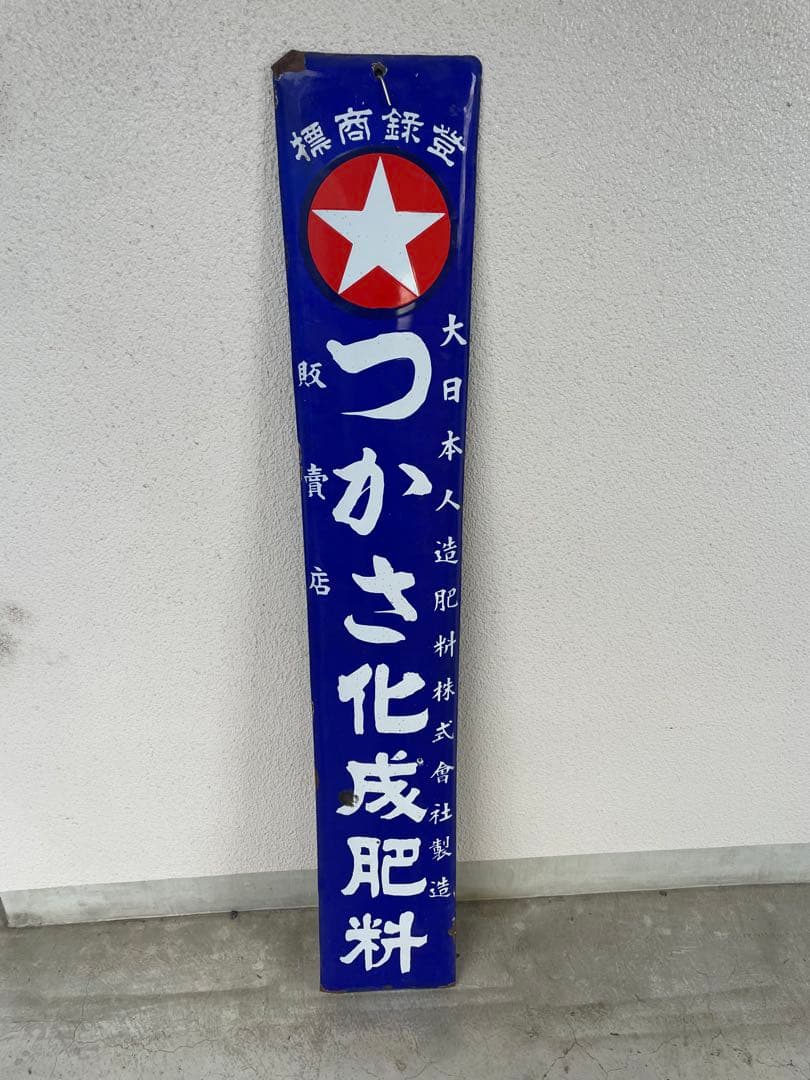 登録商標
大日本人造肥料株式會社製造
つかさ化成肥料
販賣店